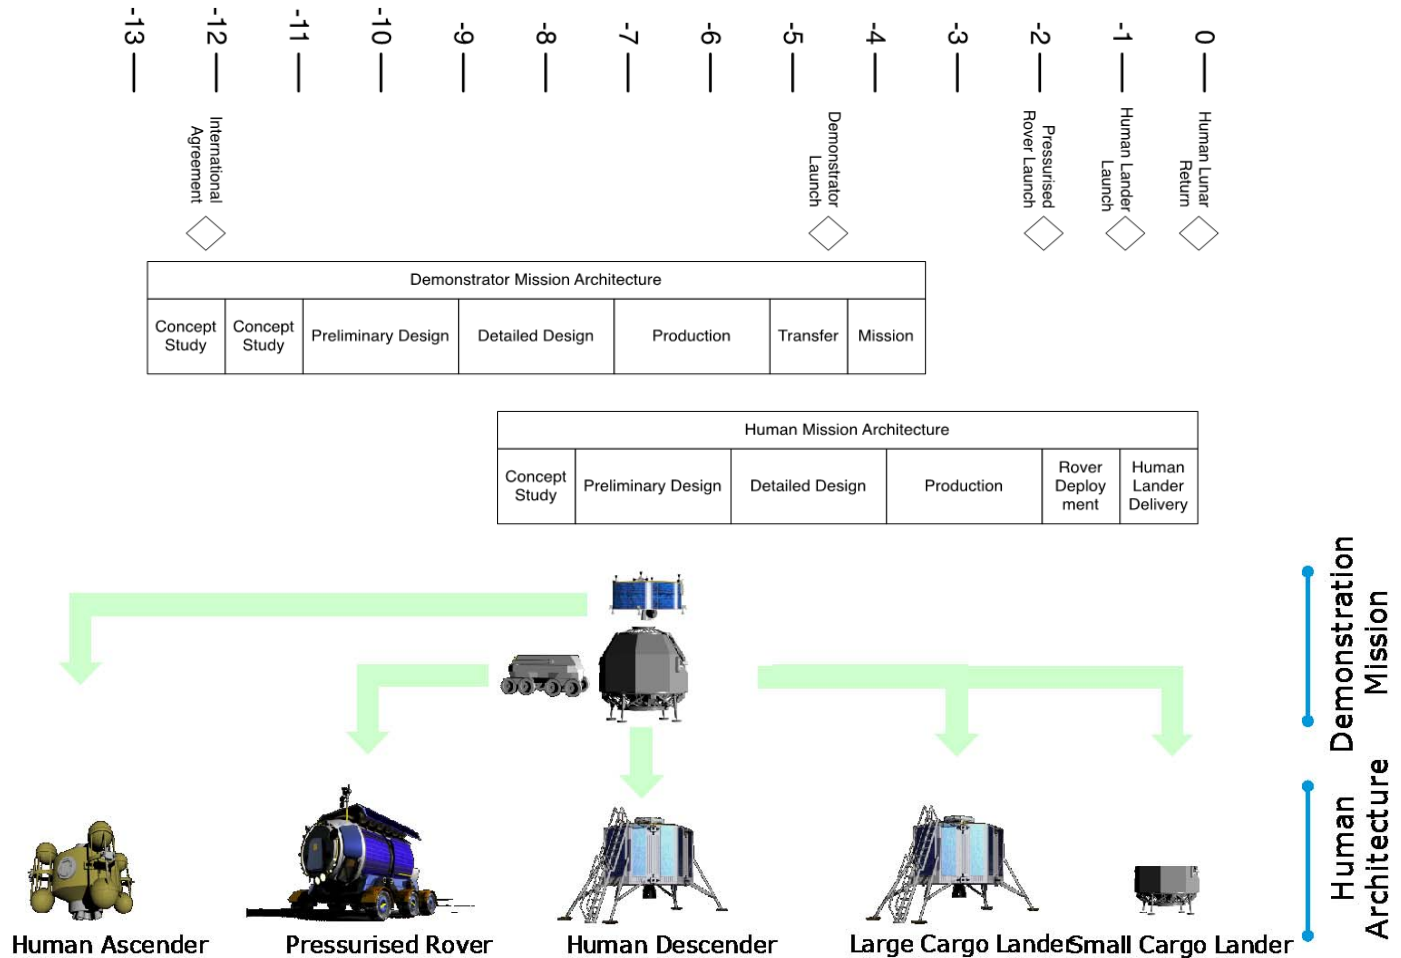 -13
-12
-11
-10
-9
-8
-7
-6
-5
-4
-3
-2
-1
0
International
Agreement
Demonstrator
Launch
Pressurised
Rover Launch
Human Lander
Launch
Human Lunar
Return
Demonstrator Mission Architecture
Concept
Study
Concept
Study
Preliminary Design
Detailed Design
Production
Transfer
Mission
Human Mission Architecture
Concept
Study
Preliminary Design
Detailed Design
Production
Rover
Deploy
ment
Human
Lander
Delivery
Demonstration
Mission
Human
Architecture
Human Ascender
Pressurised Rover
Human Descender
Large Cargo Lander
Small Cargo Lander